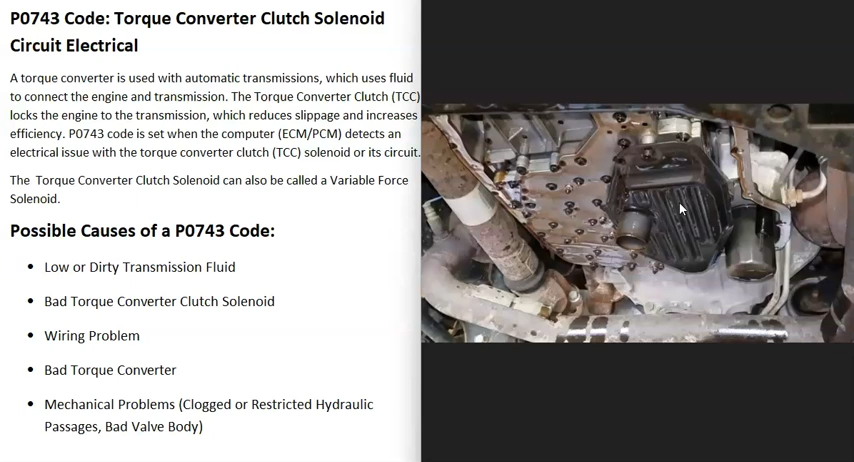 P0743 Code: Torque Converter Clutch Solenoid
Circuit Electrical
A torque converter is used with automatic transmissions, which uses fluid
to connect the engine and transmission. The Torque Converter Clutch (TCC)
locks the engine to the transmission, which reduces slippage and increases
efficiency. P0743 code is set when the computer (ECM/PCM) detects an
electrical issue with the torque converter clutch (TCC) solenoid or its circuit.
The Torque Converter Clutch Solenoid can also be called a Variable Force
Solenoid.
Possible Causes of a P0743 Code:
• Low or Dirty Transmission Fluid
• Bad Torque Converter Clutch Solenoid
• Wiring Problem
• Bad Torque Converter
• Mechanical Problems (Clogged or Restricted Hydraulic
Passages, Bad Valve Body)